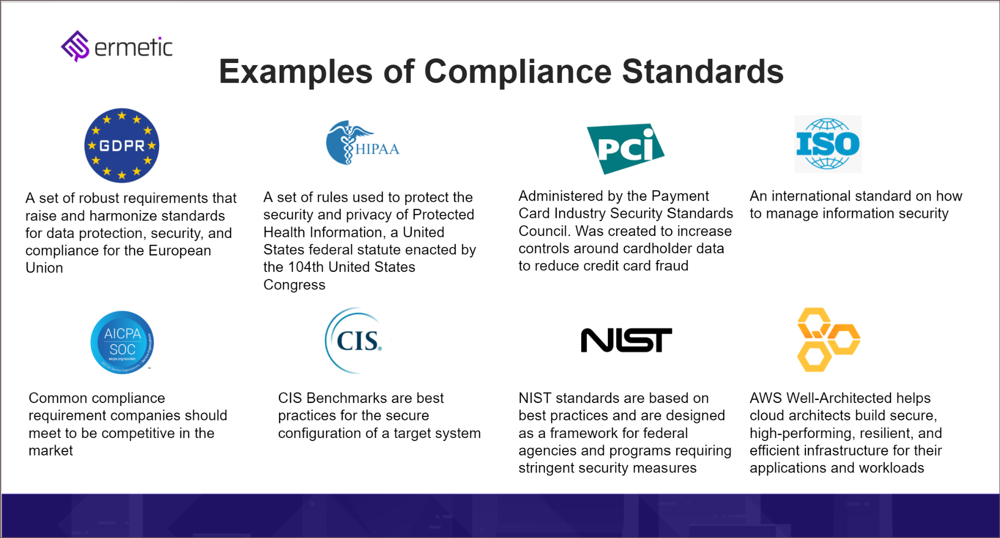 ermetic
Examples of Compliance Standards
GDPR
HIPAA
PCi
ISO
A set of robust requirements that
raise and harmonize standards
for data protection, security, and
compliance for the European
Union
A set of rules used to protect the
security and privacy of Protected
Health Information, a United
States federal statute enacted by
the 104th United States
Congress
Administered by the Payment
Card Industry Security Standards
Council. Was created to increase
controls around cardholder data
to reduce credit card fraud
An international standard on how
to manage information security
AICPA
SOC
aicpa.org/soc4so
SOC for Service Organizations | Service Organizations
™
CIS®
NIST
Common compliance
requirement companies should
meet to be competitive in the
market
CIS Benchmarks are best
practices for the secure
configuration of a target system
NIST standards are based on
best practices and are designed
as a framework for federal
agencies and programs requiring
stringent security measures
AWS Well-Architected helps
cloud architects build secure,
high-performing, resilient, and
efficient infrastructure for their
applications and workloads